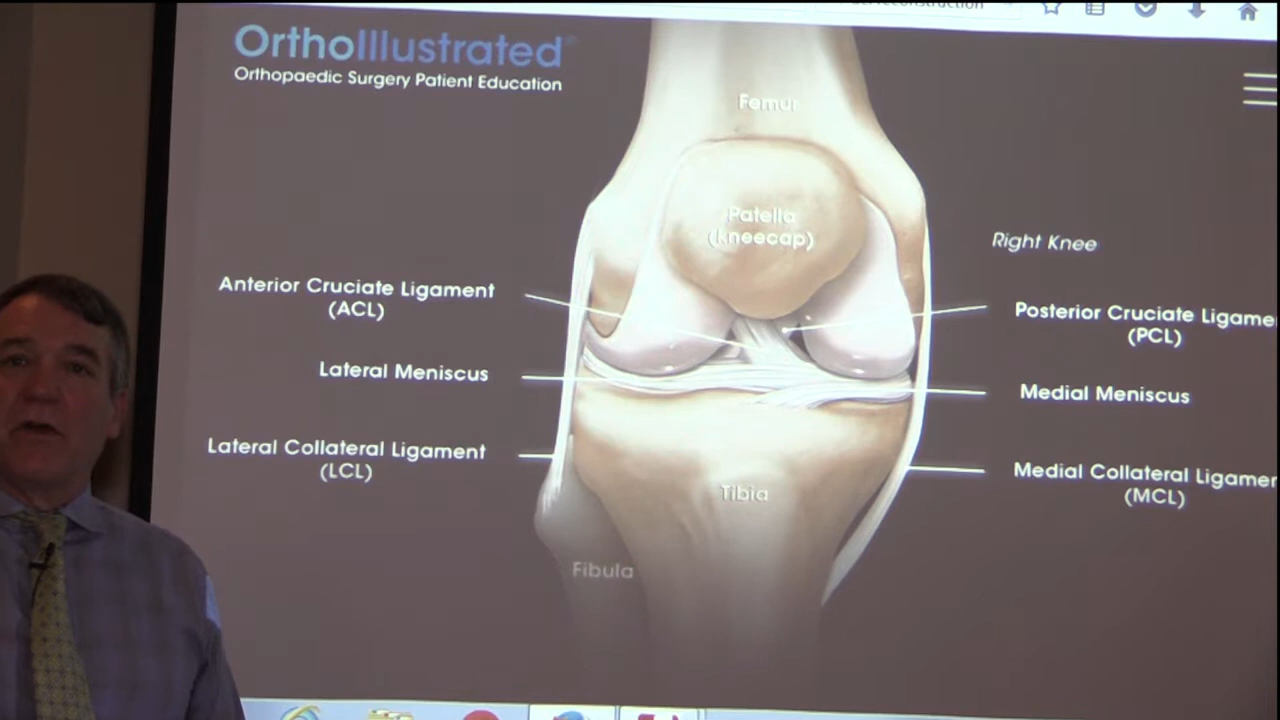 reconstruction
OrthoIllustrated
Orthopaedic Surgery Patient Education
Femur
Patella
(kneecap)
Right Knee
Anterior Cruciate Ligament
(ACL)
Posterior Cruciate Ligame
(PCL)
Lateral Meniscus
Medial Meniscus
Lateral Collateral Ligament
(LCL)
Medial Collateral Ligamer
(MCL)
Tibia
Fibula